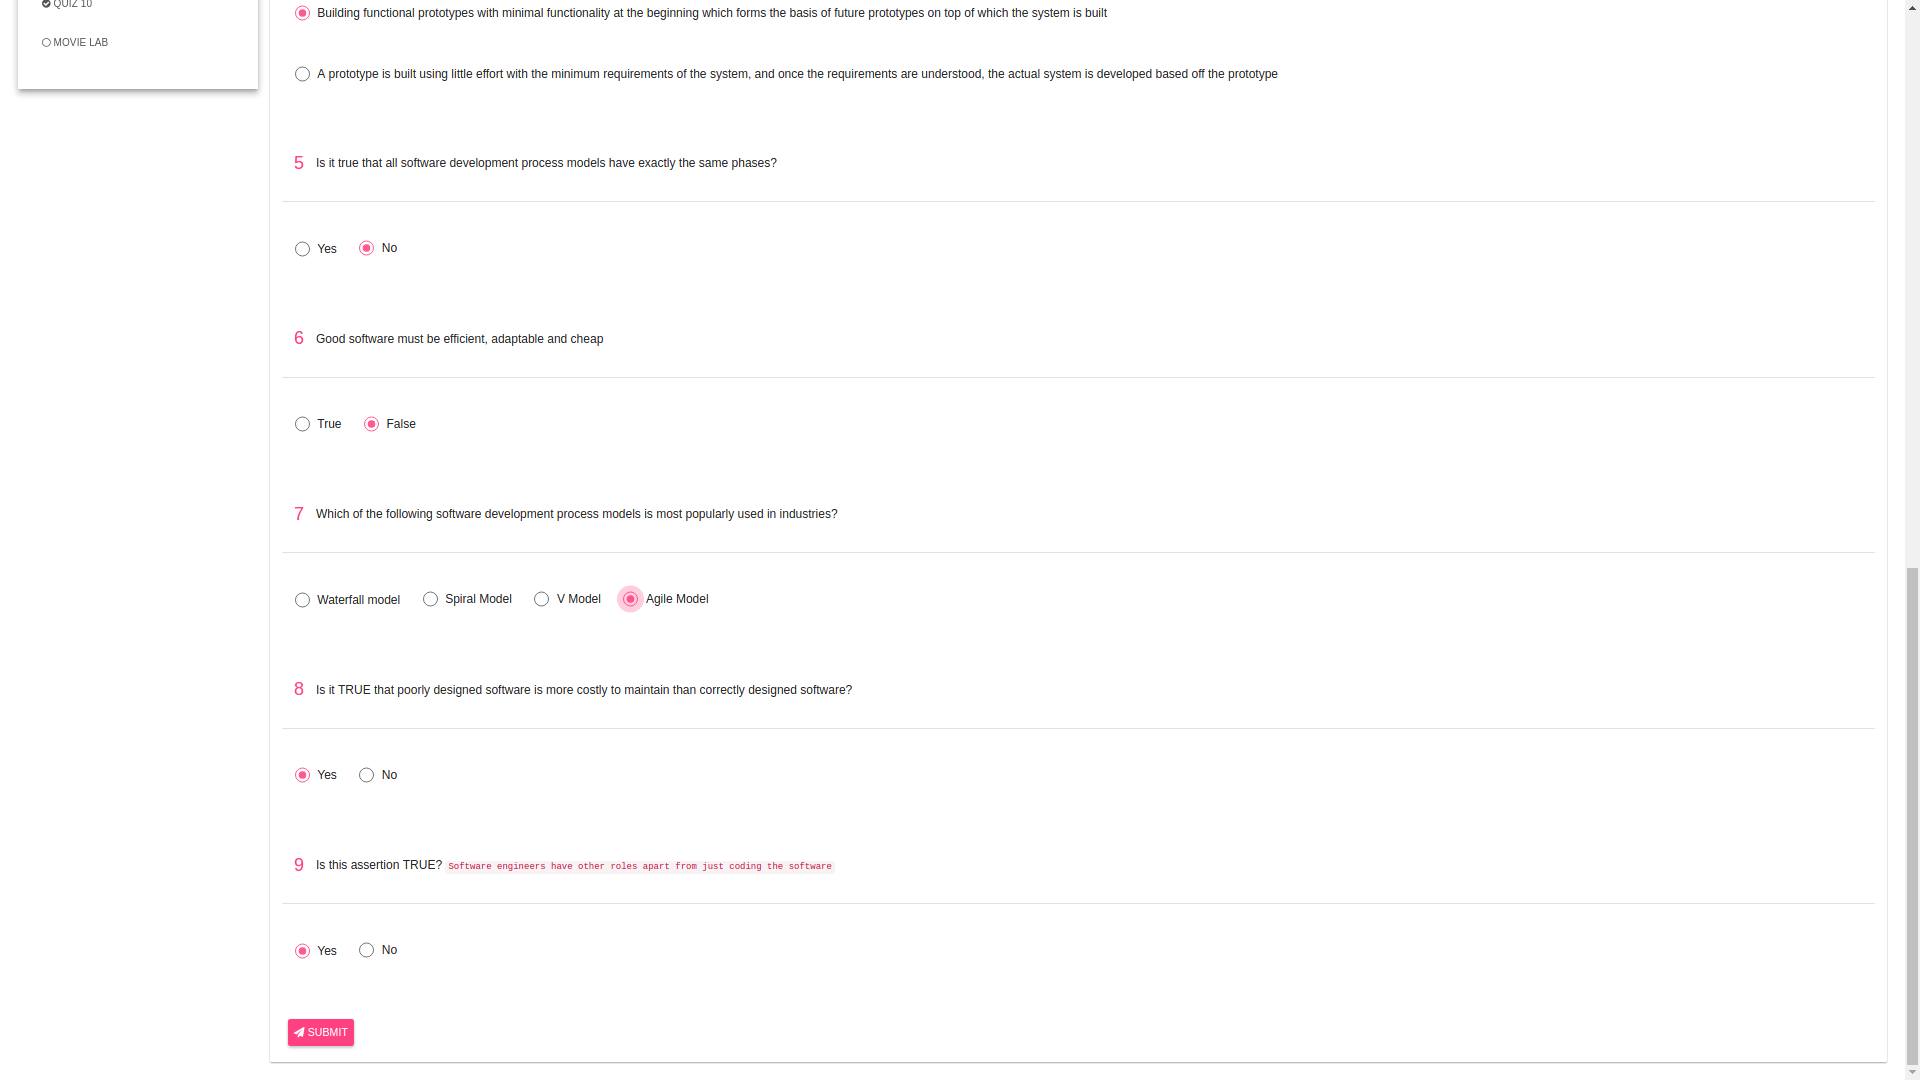 QUIZ 10
MOVIE LAB
Building functional prototypes with minimal functionality at the beginning which forms the basis of future prototypes on top of which the system is built
A prototype is built using little effort with the minimum requirements of the system, and once the requirements are understood, the actual system is developed based off the prototype
5 Is it true that all software development process models have exactly the same phases?
Yes No
6 Good software must be efficient, adaptable and cheap
True False
7 Which of the following software development process models is most popularly used in industries?
Waterfall model Spiral Model V Model Agile Model
8 Is it TRUE that poorly designed software is more costly to maintain than correctly designed software?
Yes No
9 Is this assertion TRUE? Software engineers have other roles apart from just coding the software
Yes No
SUBMIT